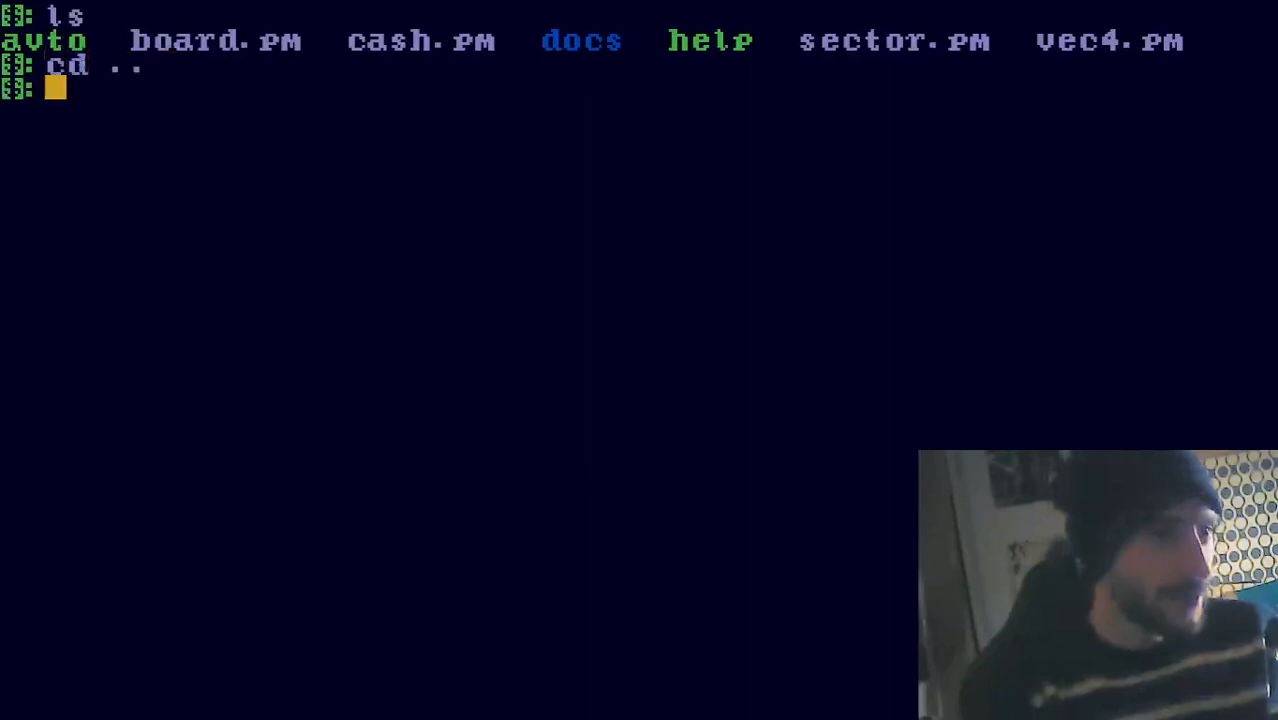 []: ls
avto board.pm cash.pm docs help sector.pm vec4.pm
[]: cd ..
[]: